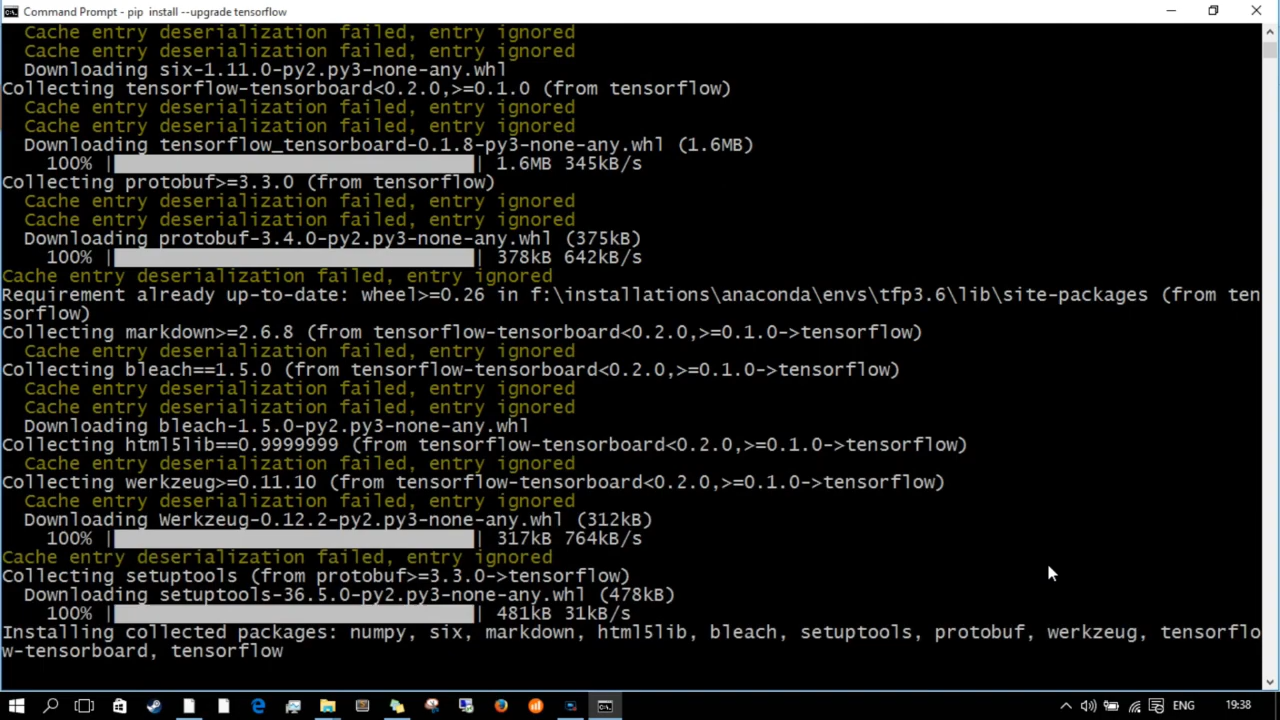 Command Prompt - pip  install --upgrade tensorflow
Cache entry deserialization failed, entry ignored
Cache entry deserialization failed, entry ignored
Downloading six-1.11.0-py2.py3-none-any.whl
Collecting tensorflow-tensorboard<0.2.0,>=0.1.0 (from tensorflow)
Cache entry deserialization failed, entry ignored
Cache entry deserialization failed, entry ignored
Downloading tensorflow_tensorboard-0.1.8-py3-none-any.whl (1.6MB)
100% | | 1.6MB 345kB/s
Collecting protobuf>=3.3.0 (from tensorflow)
Cache entry deserialization failed, entry ignored
Cache entry deserialization failed, entry ignored
Downloading protobuf-3.4.0-py2.py3-none-any.whl (375kB)
100% | | 378kB 642kB/s
Cache entry deserialization failed, entry ignored
Requirement already up-to-date: wheel>=0.26 in f:\installations\anaconda\envs\tfp3.6\lib\site-packages (from ten
sorflow)
Collecting markdown>=2.6.8 (from tensorflow-tensorboard<0.2.0,>=0.1.0->tensorflow)
Cache entry deserialization failed, entry ignored
Collecting bleach==1.5.0 (from tensorflow-tensorboard<0.2.0,>=0.1.0->tensorflow)
Cache entry deserialization failed, entry ignored
Cache entry deserialization failed, entry ignored
Downloading bleach-1.5.0-py2.py3-none-any.whl
Collecting html5lib==0.9999999 (from tensorflow-tensorboard<0.2.0,>=0.1.0->tensorflow)
Cache entry deserialization failed, entry ignored
Collecting werkzeug>=0.11.10 (from tensorflow-tensorboard<0.2.0,>=0.1.0->tensorflow)
Cache entry deserialization failed, entry ignored
Downloading Werkzeug-0.12.2-py2.py3-none-any.whl (312kB)
100% | | 317kB 764kB/s
Cache entry deserialization failed, entry ignored
Collecting setuptools (from protobuf>=3.3.0->tensorflow)
Downloading setuptools-36.5.0-py2.py3-none-any.whl (478kB)
100% | | 481kB 31kB/s
Installing collected packages: numpy, six, markdown, html5lib, bleach, setuptools, protobuf, werkzeug, tensorflo
w-tensorboard, tensorflow
ENG 19:38